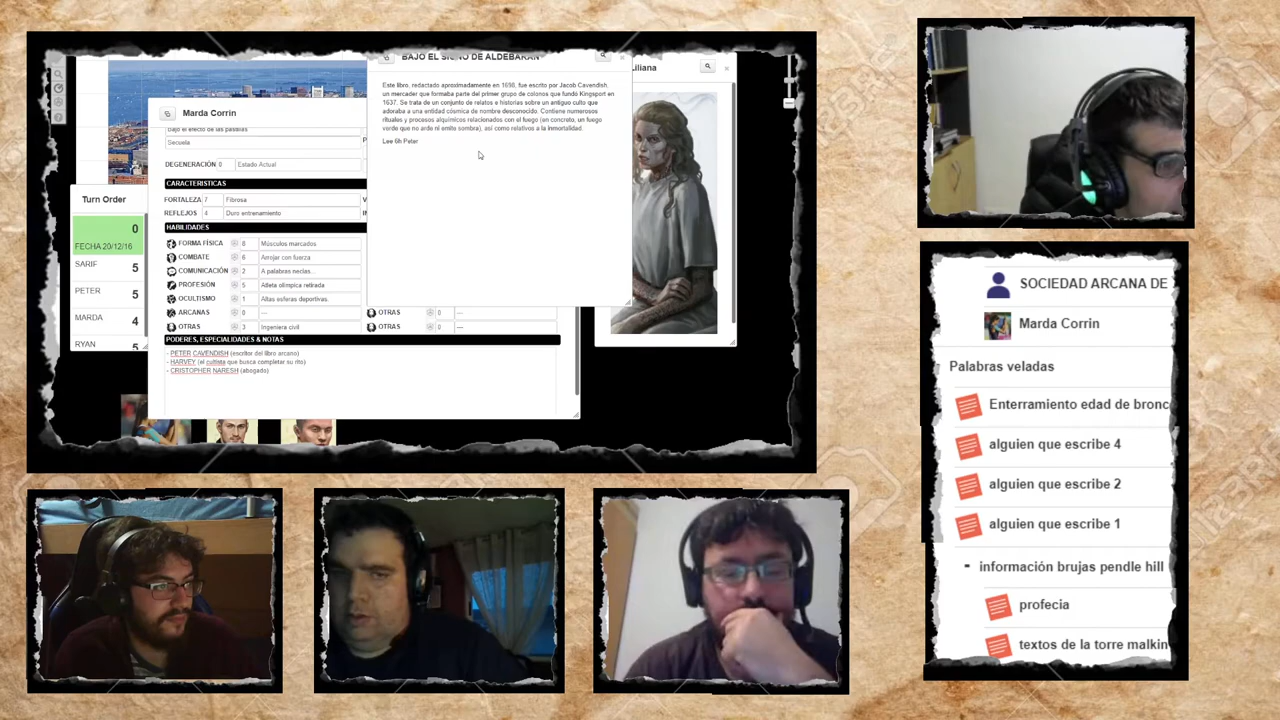 BAJO EL SIGNO DE ALDEBARAN
Este libro, redactado aproximadamente en 1698, fue escrito por Jacob Cavendish,
un mercader que formaba parte del primer grupo de colonos que fundó Kingsport en
1637. Se trata de un conjunto de relatos e historias sobre un antiguo culto que
adoraba a una entidad cósmica de nombre desconocido. Contiene numerosos
rituales y procesos alquímicos relacionados con el fuego (en concreto, un fuego
verde que no arde ni emite sombra), así como relativos a la inmortalidad.
Lee 6h Peter
Liliana
Marda Corrin
Bajo el efecto de las pastillas
Secuela
DEGENERACIÓN 0 Estado Actual
CARACTERISTICAS
FORTALEZA 7 Fibrosa
REFLEJOS 4 Duro entrenamiento
HABILIDADES
FORMA FÍSICA 8 Músculos marcados
COMBATE 6 Arrojar con fuerza
COMUNICACIÓN 2 A palabras necias..
PROFESIÓN 5 Atleta olímpica retirada
OCULTISMO 1 Altas esferas deportivas.
ARCANAS 0 ---
OTRAS 0 ---
OTRAS 3 Ingeniera civil
OTRAS 0 ---
PODERES, ESPECIALIDADES & NOTAS
- PETER CAVENDISH (escritor del libro arcano)
- HARVEY (el cultista que busca completar su rito)
- CRISTOPHER NARESH (abogado)
Turn Order
0
FECHA 20/12/16
SARIF 5
PETER 5
MARDA 4
RYAN 5
SOCIEDAD ARCANA DE
Marda Corrin
Palabras veladas
Enterramiento edad de bronc
alguien que escribe 4
alguien que escribe 2
alguien que escribe 1
- información brujas pendle hill
profecia
textos de la torre malkin